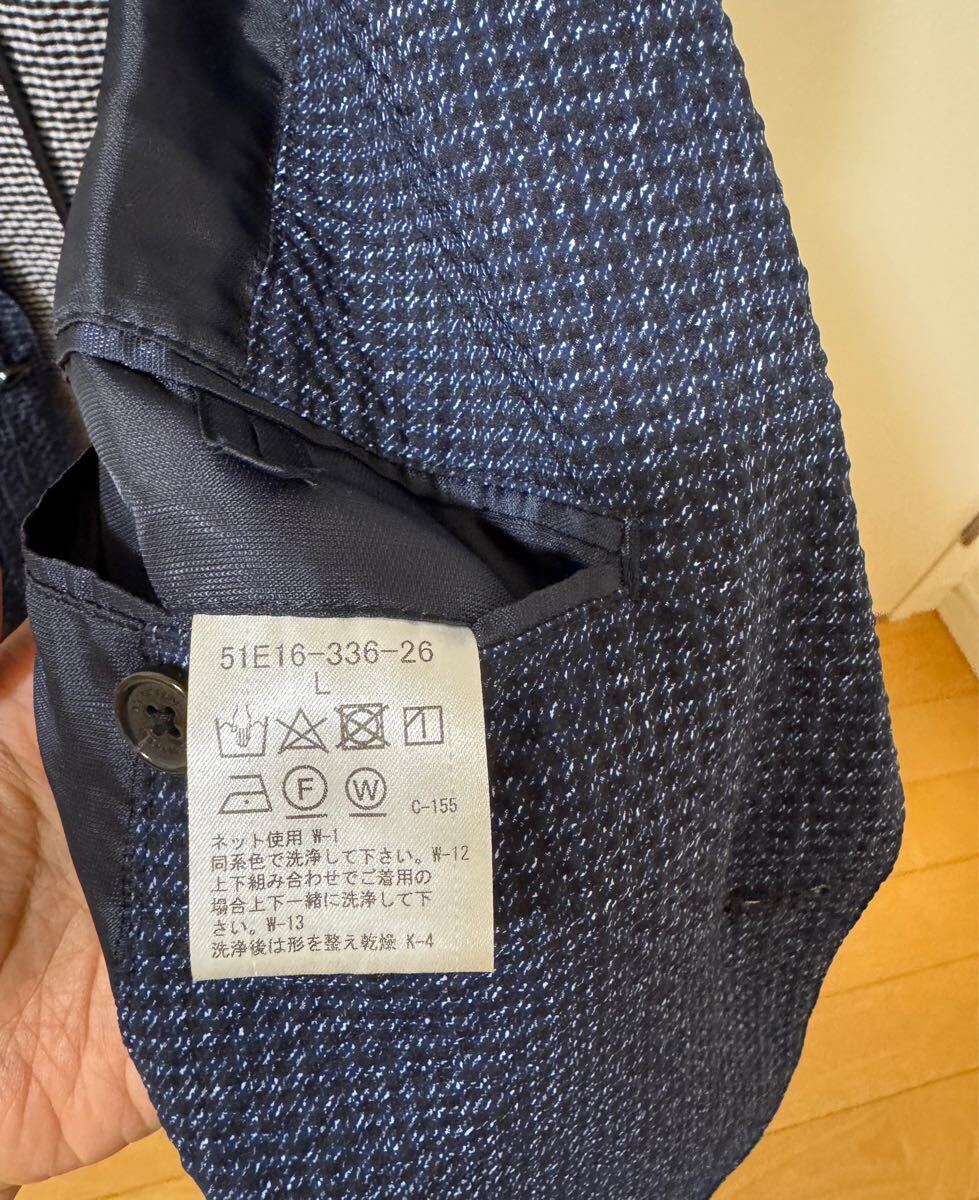 51E16-336-26
L
F W C-155
ネット使用 W-1
同系色で洗浄して下さい。W-12
上下組み合わせでご着用の
場合上下一緒に洗浄して下
さい。W-13
洗浄後は形を整え乾燥 K-4